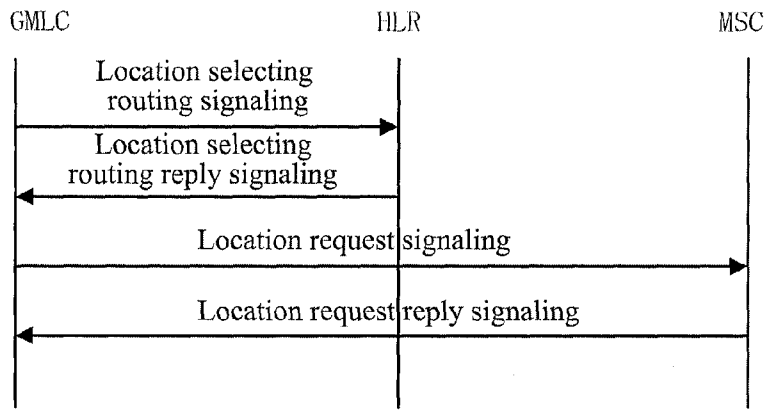 GMLC HLR MSC
Location selecting
routing signaling
Location selecting
routing reply signaling
Location request signaling
Location request reply signaling